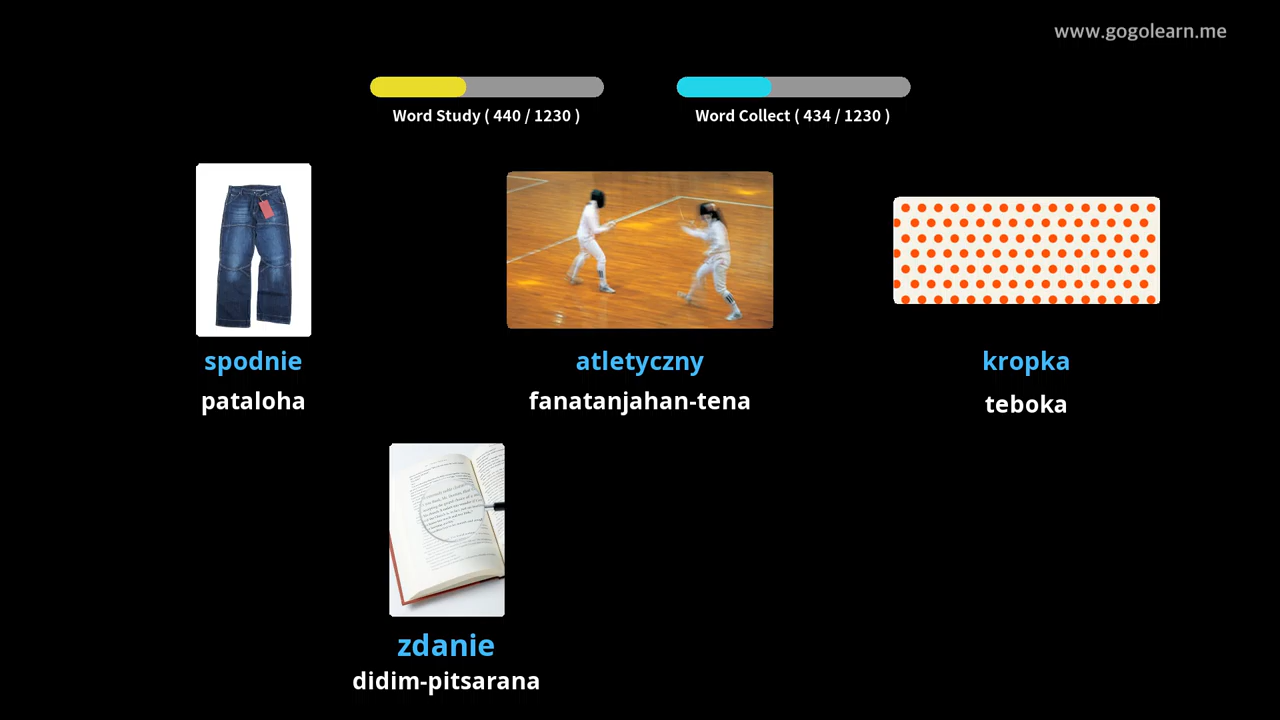 www.gogolearn.me
Word Study ( 440 / 1230 )
Word Collect ( 434 / 1230 )
spodnie
atletyczny
kropka
pataloha
fanatanjahan-tena
teboka
zdanie
didim-pitsarana